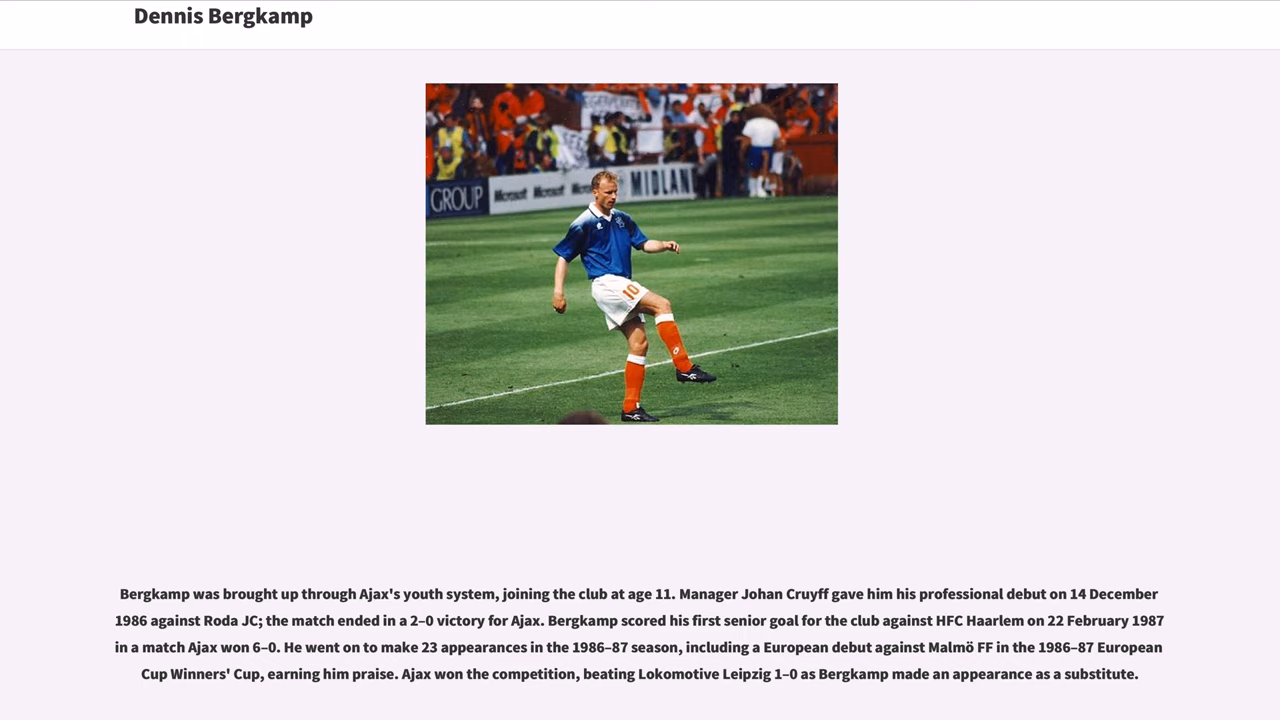 Dennis Bergkamp
GROUP
Microsoft Microsoft
MIDLAN
10
Bergkamp was brought up through Ajax's youth system, joining the club at age 11. Manager Johan Cruyff gave him his professional debut on 14 December
1986 against Roda JC; the match ended in a 2–0 victory for Ajax. Bergkamp scored his first senior goal for the club against HFC Haarlem on 22 February 1987
in a match Ajax won 6–0. He went on to make 23 appearances in the 1986–87 season, including a European debut against Malmö FF in the 1986–87 European
Cup Winners' Cup, earning him praise. Ajax won the competition, beating Lokomotive Leipzig 1–0 as Bergkamp made an appearance as a substitute.